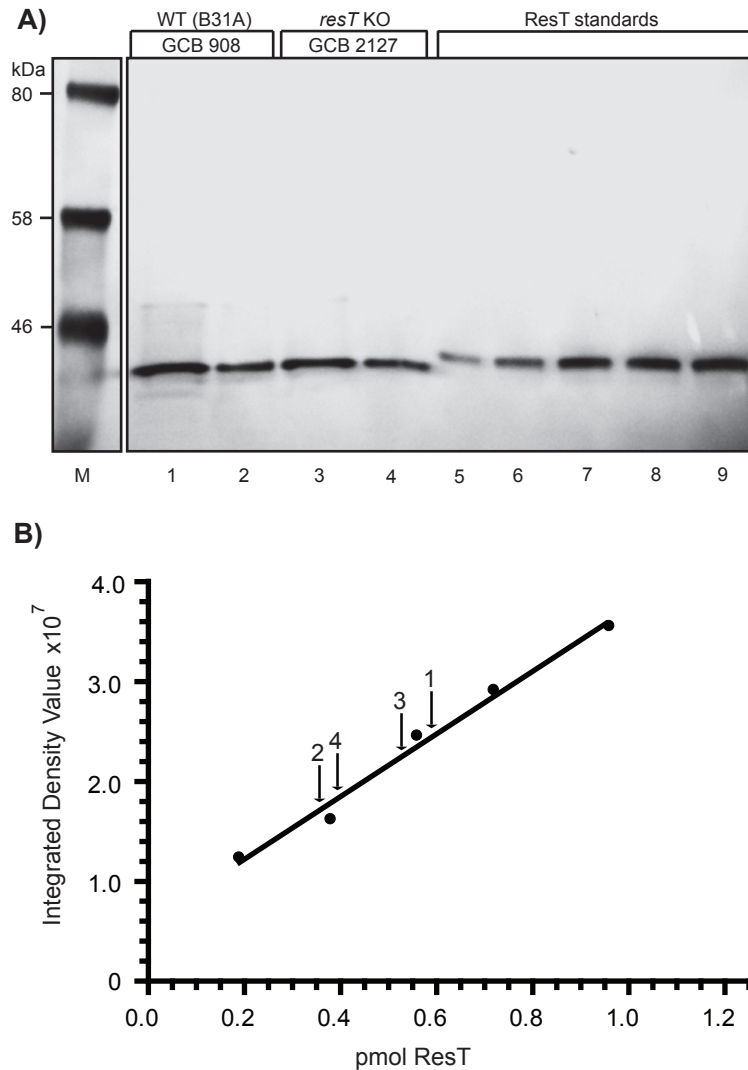 A)
WT (B31A) resT KO ResT standards
GCB 908 GCB 2127
kDa
80
58
46
M 1 2 3 4 5 6 7 8 9
B)
Integrated Density Value x10^7
4.0
3.0
2.0
1.0
0
1
3
2 4
0.0 0.2 0.4 0.6 0.8 1.0 1.2
pmol ResT